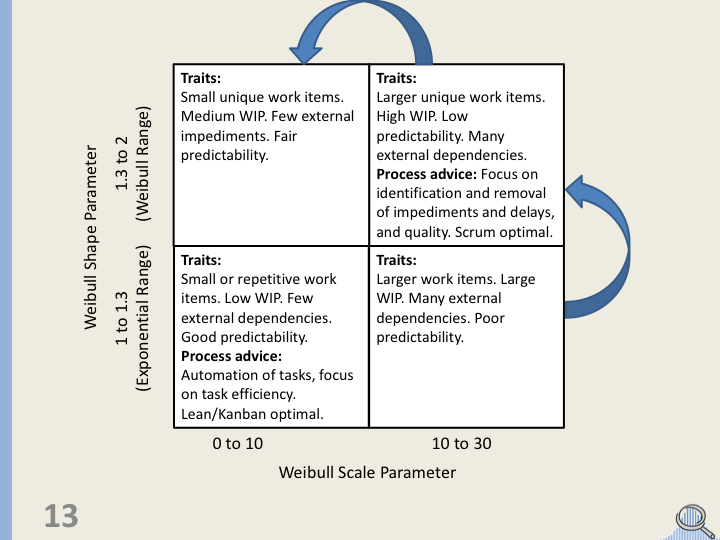 Traits:
Small unique work items.
Medium WIP. Few external
impediments. Fair
predictability.
Traits:
Larger unique work items.
High WIP. Low
predictability. Many
external dependencies.
Process advice: Focus on
identification and removal
of impediments and delays,
and quality. Scrum optimal.
Weibull Shape Parameter
1.3 to 2
(Weibull Range)
1 to 1.3
(Exponential Range)
Traits:
Small or repetitive work
items. Low WIP. Few
external dependencies.
Good predictability.
Process advice:
Automation of tasks, focus
on task efficiency.
Lean/Kanban optimal.
Traits:
Larger work items. Large
WIP. Many external
dependencies. Poor
predictability.
0 to 10
10 to 30
Weibull Scale Parameter
13